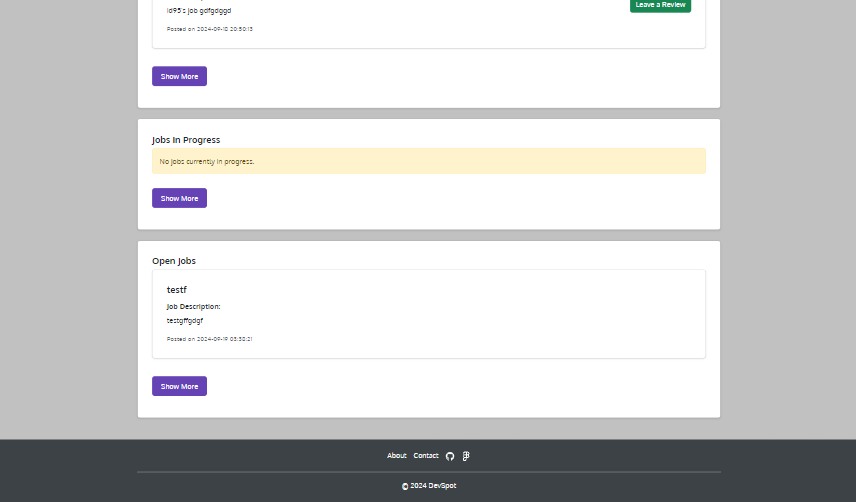 id95's job gdfgdggd
Leave a Review
Posted on 2024-09-18 20:50:13
Show More
Jobs In Progress
No jobs currently in progress.
Show More
Open Jobs
testf
Job Description:
testgffgdgf
Posted on 2024-09-19 03:38:21
Show More
About Contact
© 2024 DevSpot